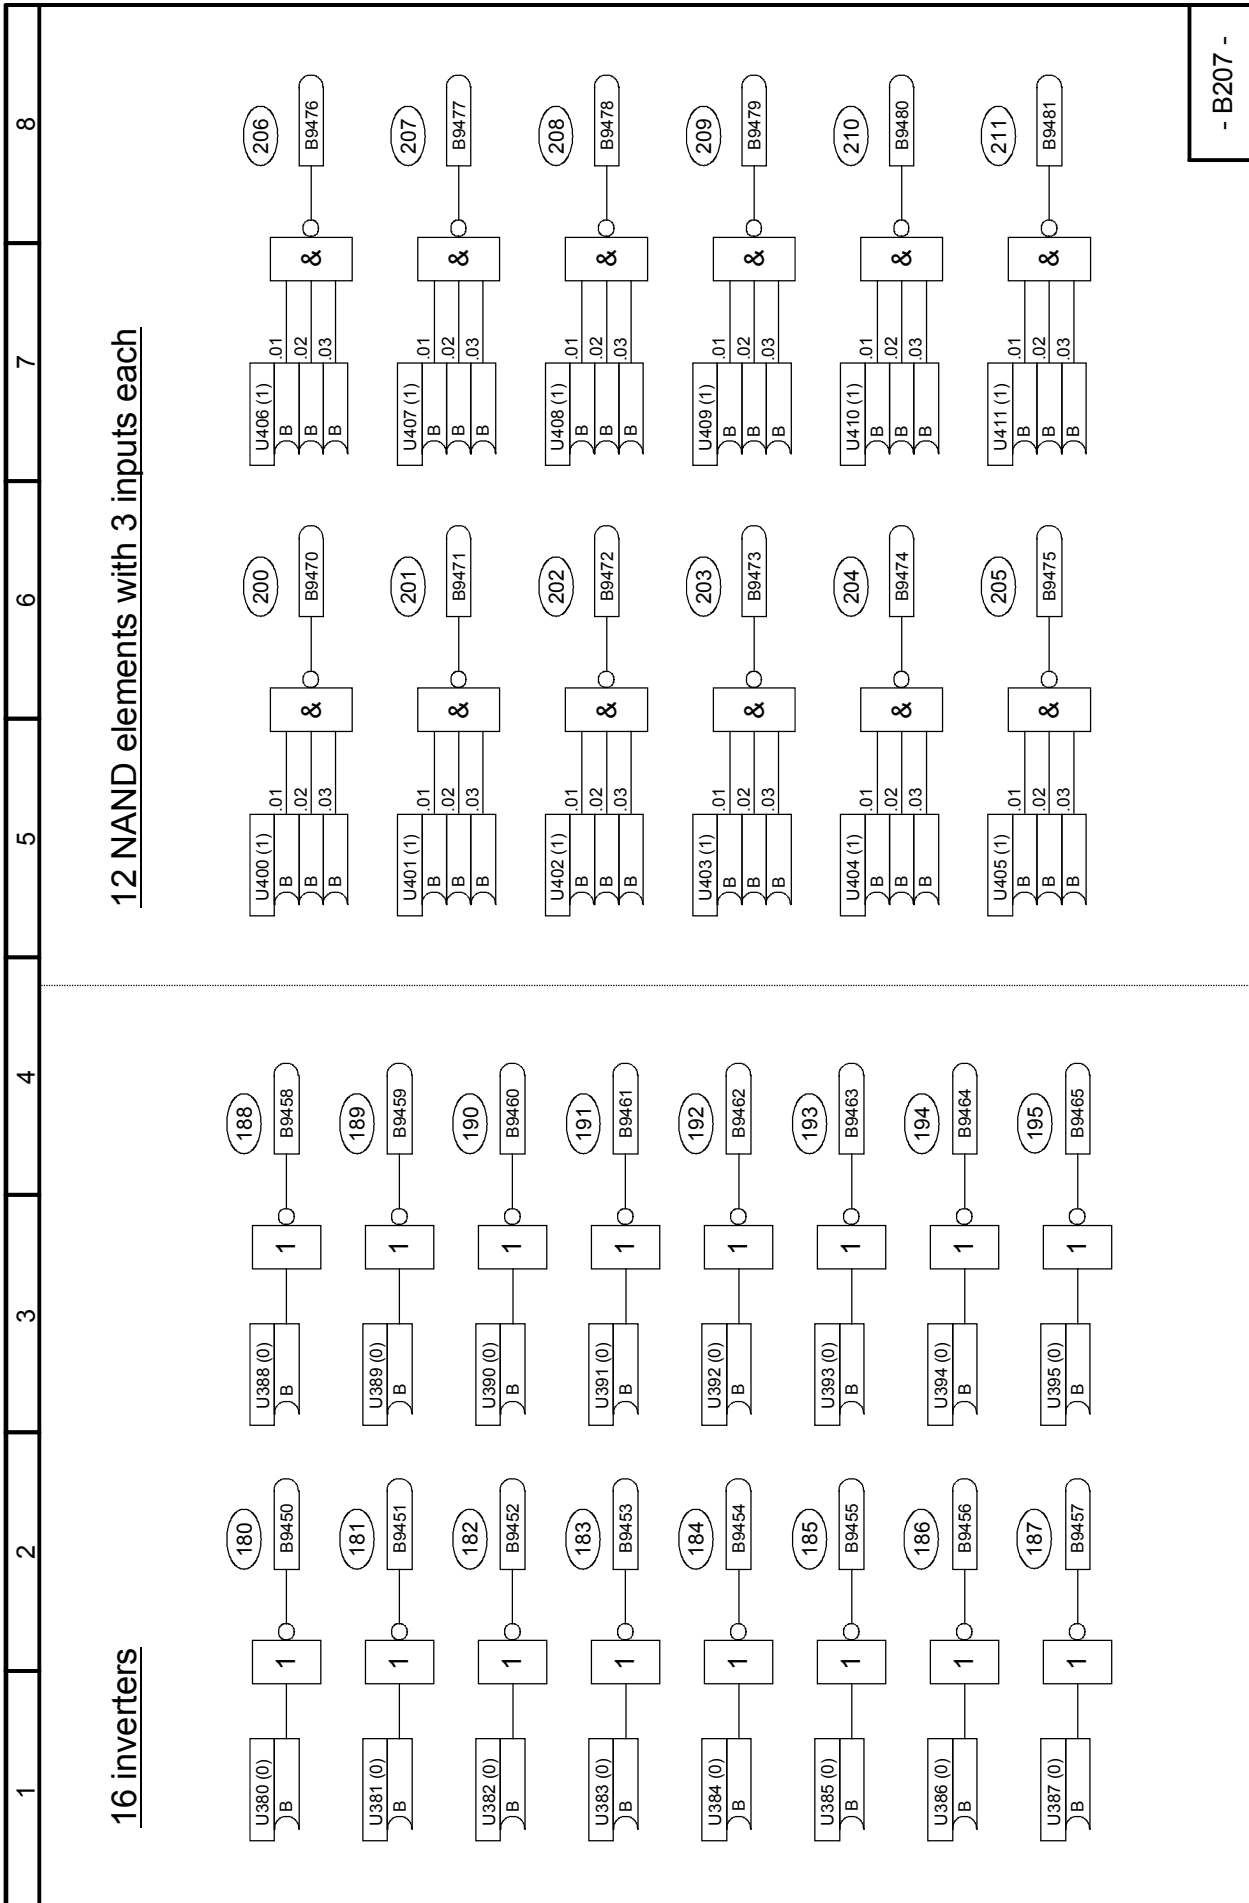 1 2 3 4 5 6 7 8
16 inverters
U380 (0)
B
1
180
B9450
U381 (0)
B
1
181
B9451
U382 (0)
B
1
182
B9452
U383 (0)
B
1
183
B9453
U384 (0)
B
1
184
B9454
U385 (0)
B
1
185
B9455
U386 (0)
B
1
186
B9456
U387 (0)
B
1
187
B9457
U388 (0)
B
1
188
B9458
U389 (0)
B
1
189
B9459
U390 (0)
B
1
190
B9460
U391 (0)
B
1
191
B9461
U392 (0)
B
1
192
B9462
U393 (0)
B
1
193
B9463
U394 (0)
B
1
194
B9464
U395 (0)
B
1
195
B9465
12 NAND elements with 3 inputs each
U400 (1)
B .01
B .02
B .03
&
200
B9470
U401 (1)
B .01
B .02
B .03
&
201
B9471
U402 (1)
B .01
B .02
B .03
&
202
B9472
U403 (1)
B .01
B .02
B .03
&
203
B9473
U404 (1)
B .01
B .02
B .03
&
204
B9474
U405 (1)
B .01
B .02
B .03
&
205
B9475
U406 (1)
B .01
B .02
B .03
&
206
B9476
U407 (1)
B .01
B .02
B .03
&
207
B9477
U408 (1)
B .01
B .02
B .03
&
208
B9478
U409 (1)
B .01
B .02
B .03
&
209
B9479
U410 (1)
B .01
B .02
B .03
&
210
B9480
U411 (1)
B .01
B .02
B .03
&
211
B9481
- B207 -